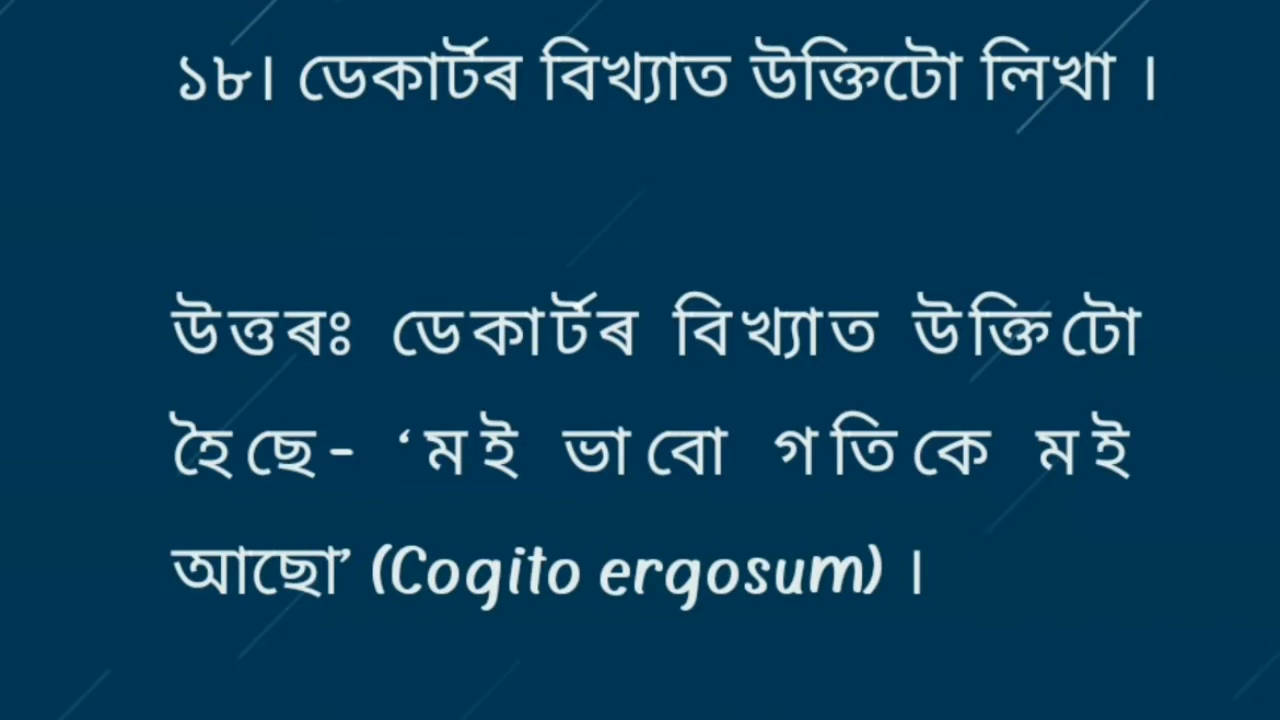 ১৮। ডেকাৰ্টৰ বিখ্যাত উক্তিটো লিখা ।
উত্তৰঃ ডেকাৰ্টৰ বিখ্যাত উক্তিটো
হৈছে- ‘মই ভাবো গতিকে মই
আছো’ (Cogito ergosum) ।